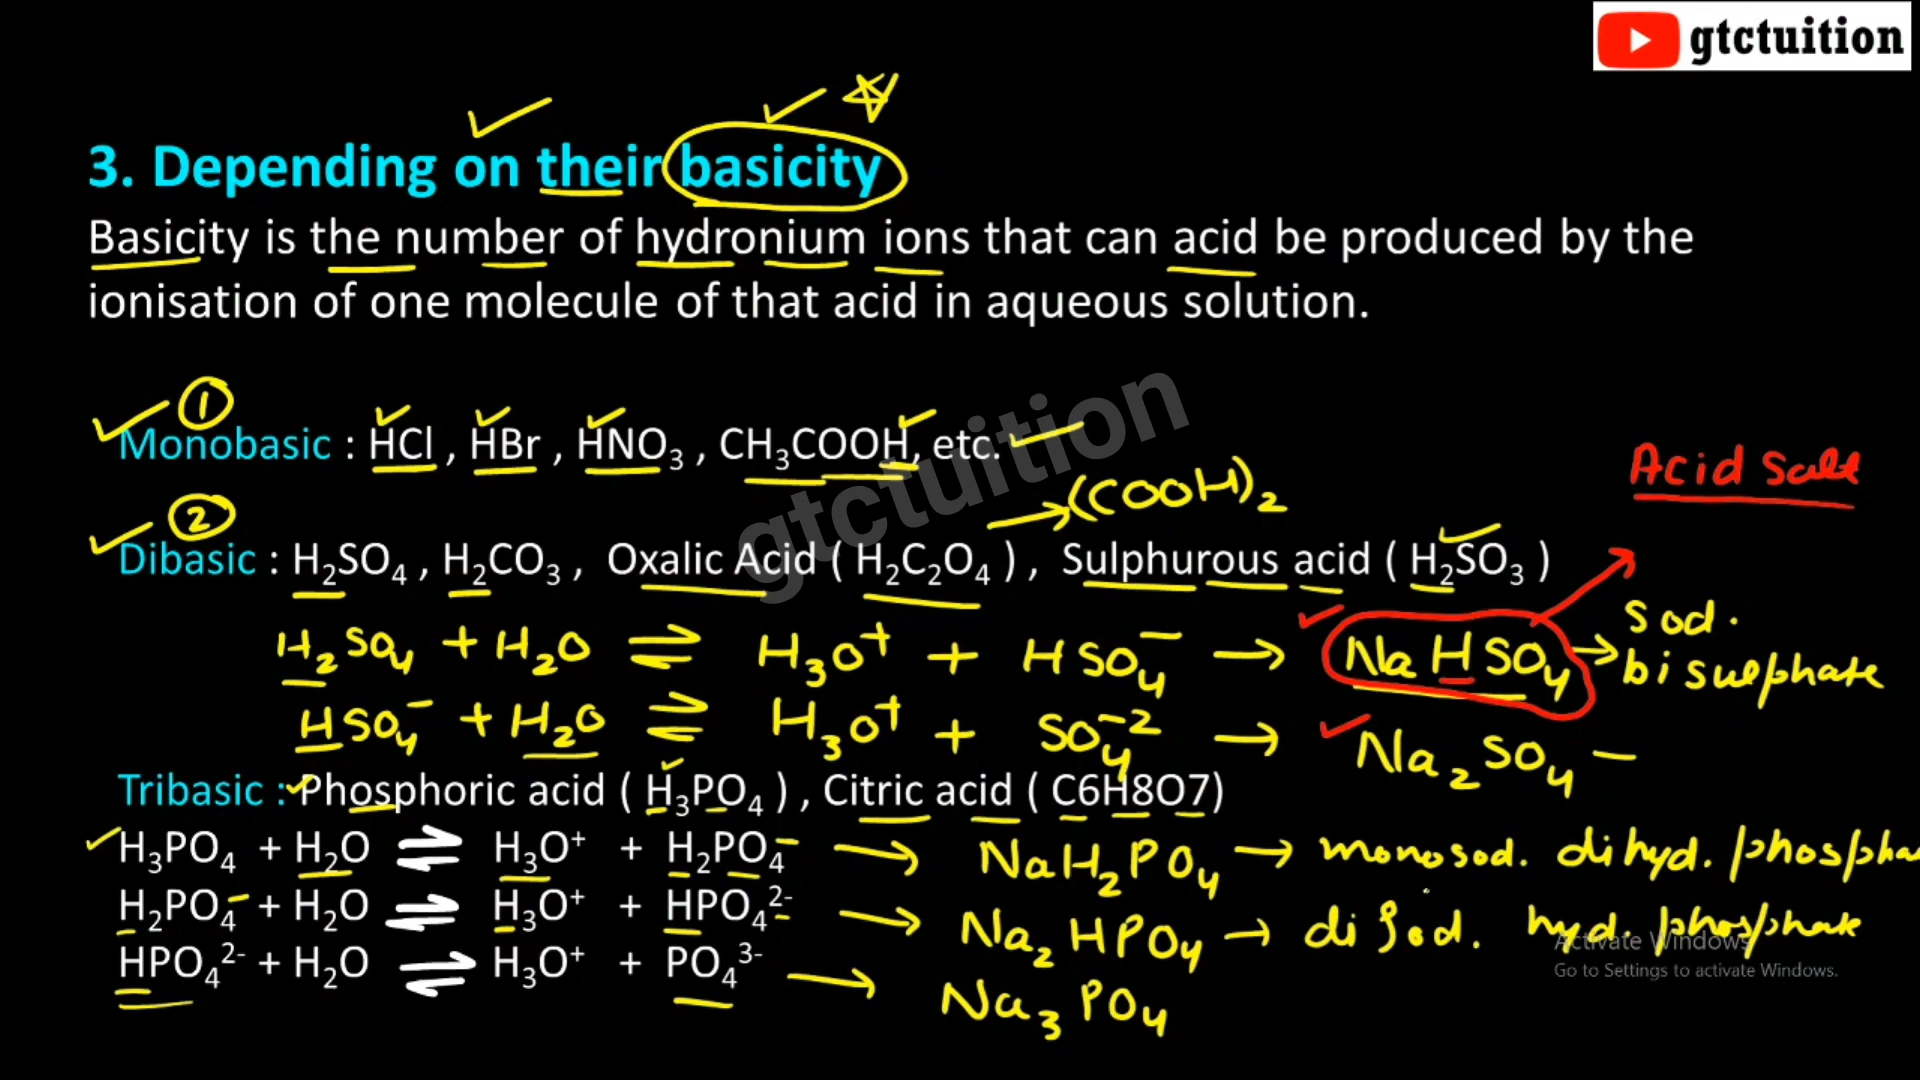 gtctuition
3. Depending on their basicity
Basicity is the number of hydronium ions that can acid be produced by the
ionisation of one molecule of that acid in aqueous solution.
①
Monobasic : HCl , HBr , HNO₃ , CH₃COOH, etc.
Acid Salt
② → (COOH)₂
Dibasic : H₂SO₄ , H₂CO₃ , Oxalic Acid ( H₂C₂O₄ ) , Sulphurous acid ( H₂SO₃ )
H₂SO₄ + H₂O ⇌ H₃O⁺ + HSO₄⁻ → NaHSO₄ → Sod. bisulphate
HSO₄⁻ + H₂O ⇌ H₃O⁺ + SO₄⁻² → Na₂SO₄ –
Tribasic : Phosphoric acid ( H₃PO₄ ) , Citric acid ( C6H8O7)
H₃PO₄ + H₂O ⇌ H₃O⁺ + H₂PO₄⁻ → NaH₂PO₄ → monosod. dihyd. phospha
H₂PO₄⁻ + H₂O ⇌ H₃O⁺ + HPO₄²⁻ → Na₂HPO₄ → disod. hyd. phosphate
HPO₄²⁻ + H₂O ⇌ H₃O⁺ + PO₄³⁻ → Na₃PO₄
gtctuition
Activate Windows
Go to Settings to activate Windows.